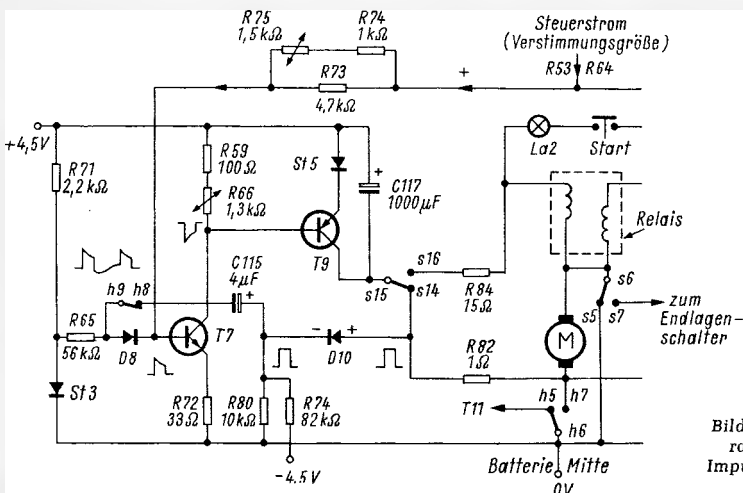 R75
1,5kΩ
R74
1kΩ
R73
4,7kΩ
Steuerstrom
(Verstimmungsgröße)
R53
R64
+
+4,5V
R71
2,2kΩ
R59
100Ω
R66
1,3kΩ
St5
+
C117
1000μF
La2
Start
Relais
T9
h9
h8
C115
4μF
+
s16
s15
s14
R84
15Ω
s6
s5
s7
zum
Endlagen-
schalter
R65
56kΩ
D8
T7
-
+
D10
R82
1Ω
M
St3
R72
33Ω
R80
10kΩ
R74
82kΩ
T11
h5
h7
h6
-4.5V
Batterie Mitte
0V
Bild
Impu